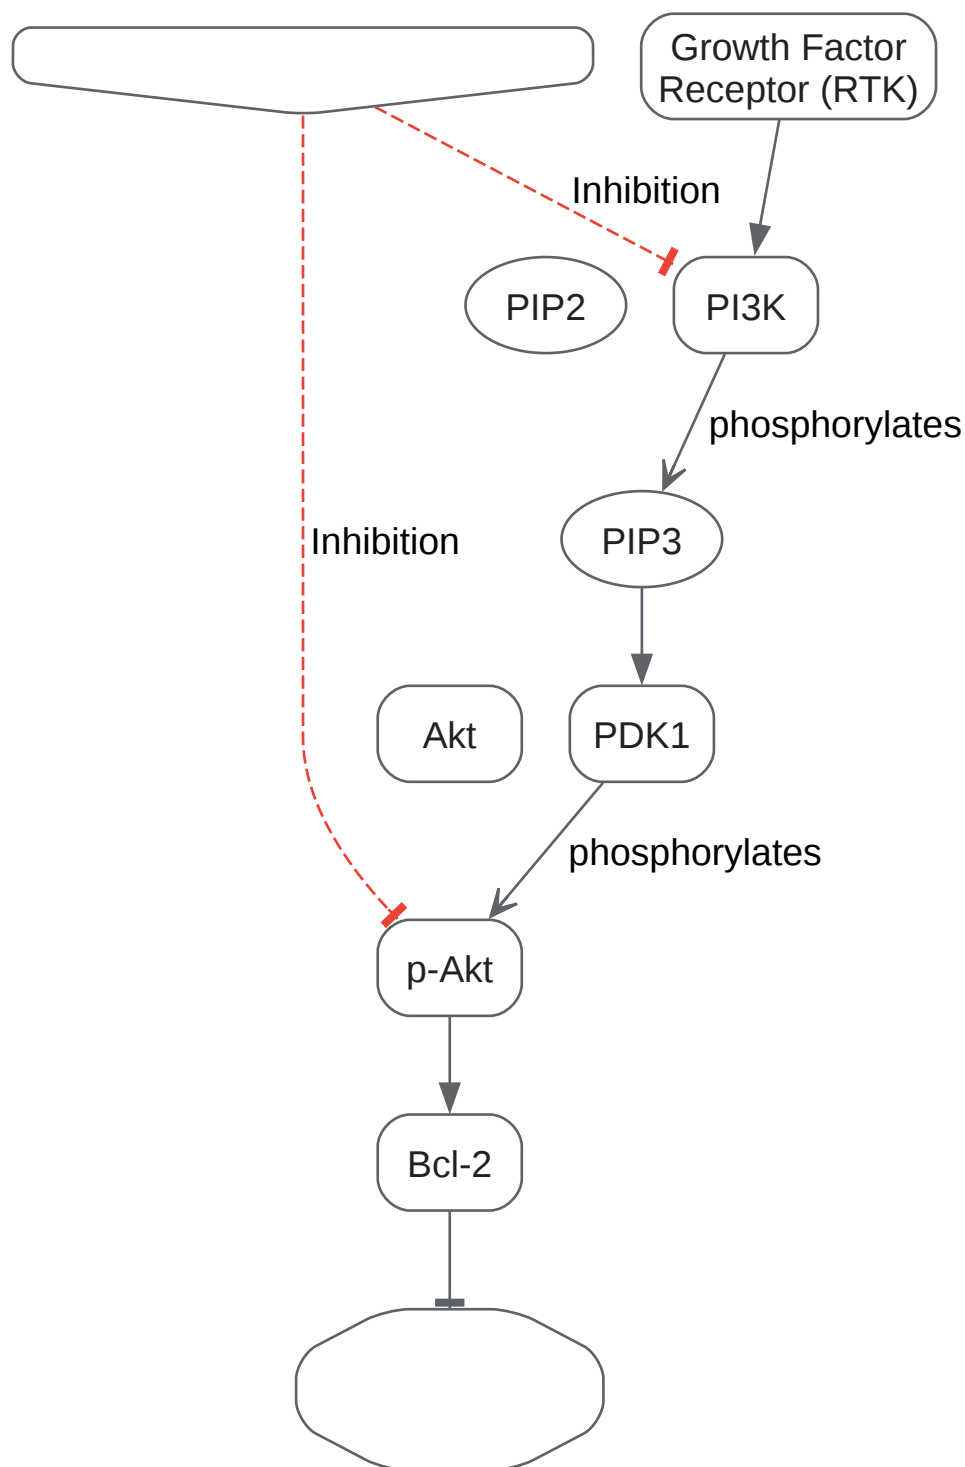 Growth Factor
Receptor (RTK)
Inhibition
PIP2
PI3K
phosphorylates
Inhibition
PIP3
Akt
PDK1
phosphorylates
p-Akt
Bcl-2